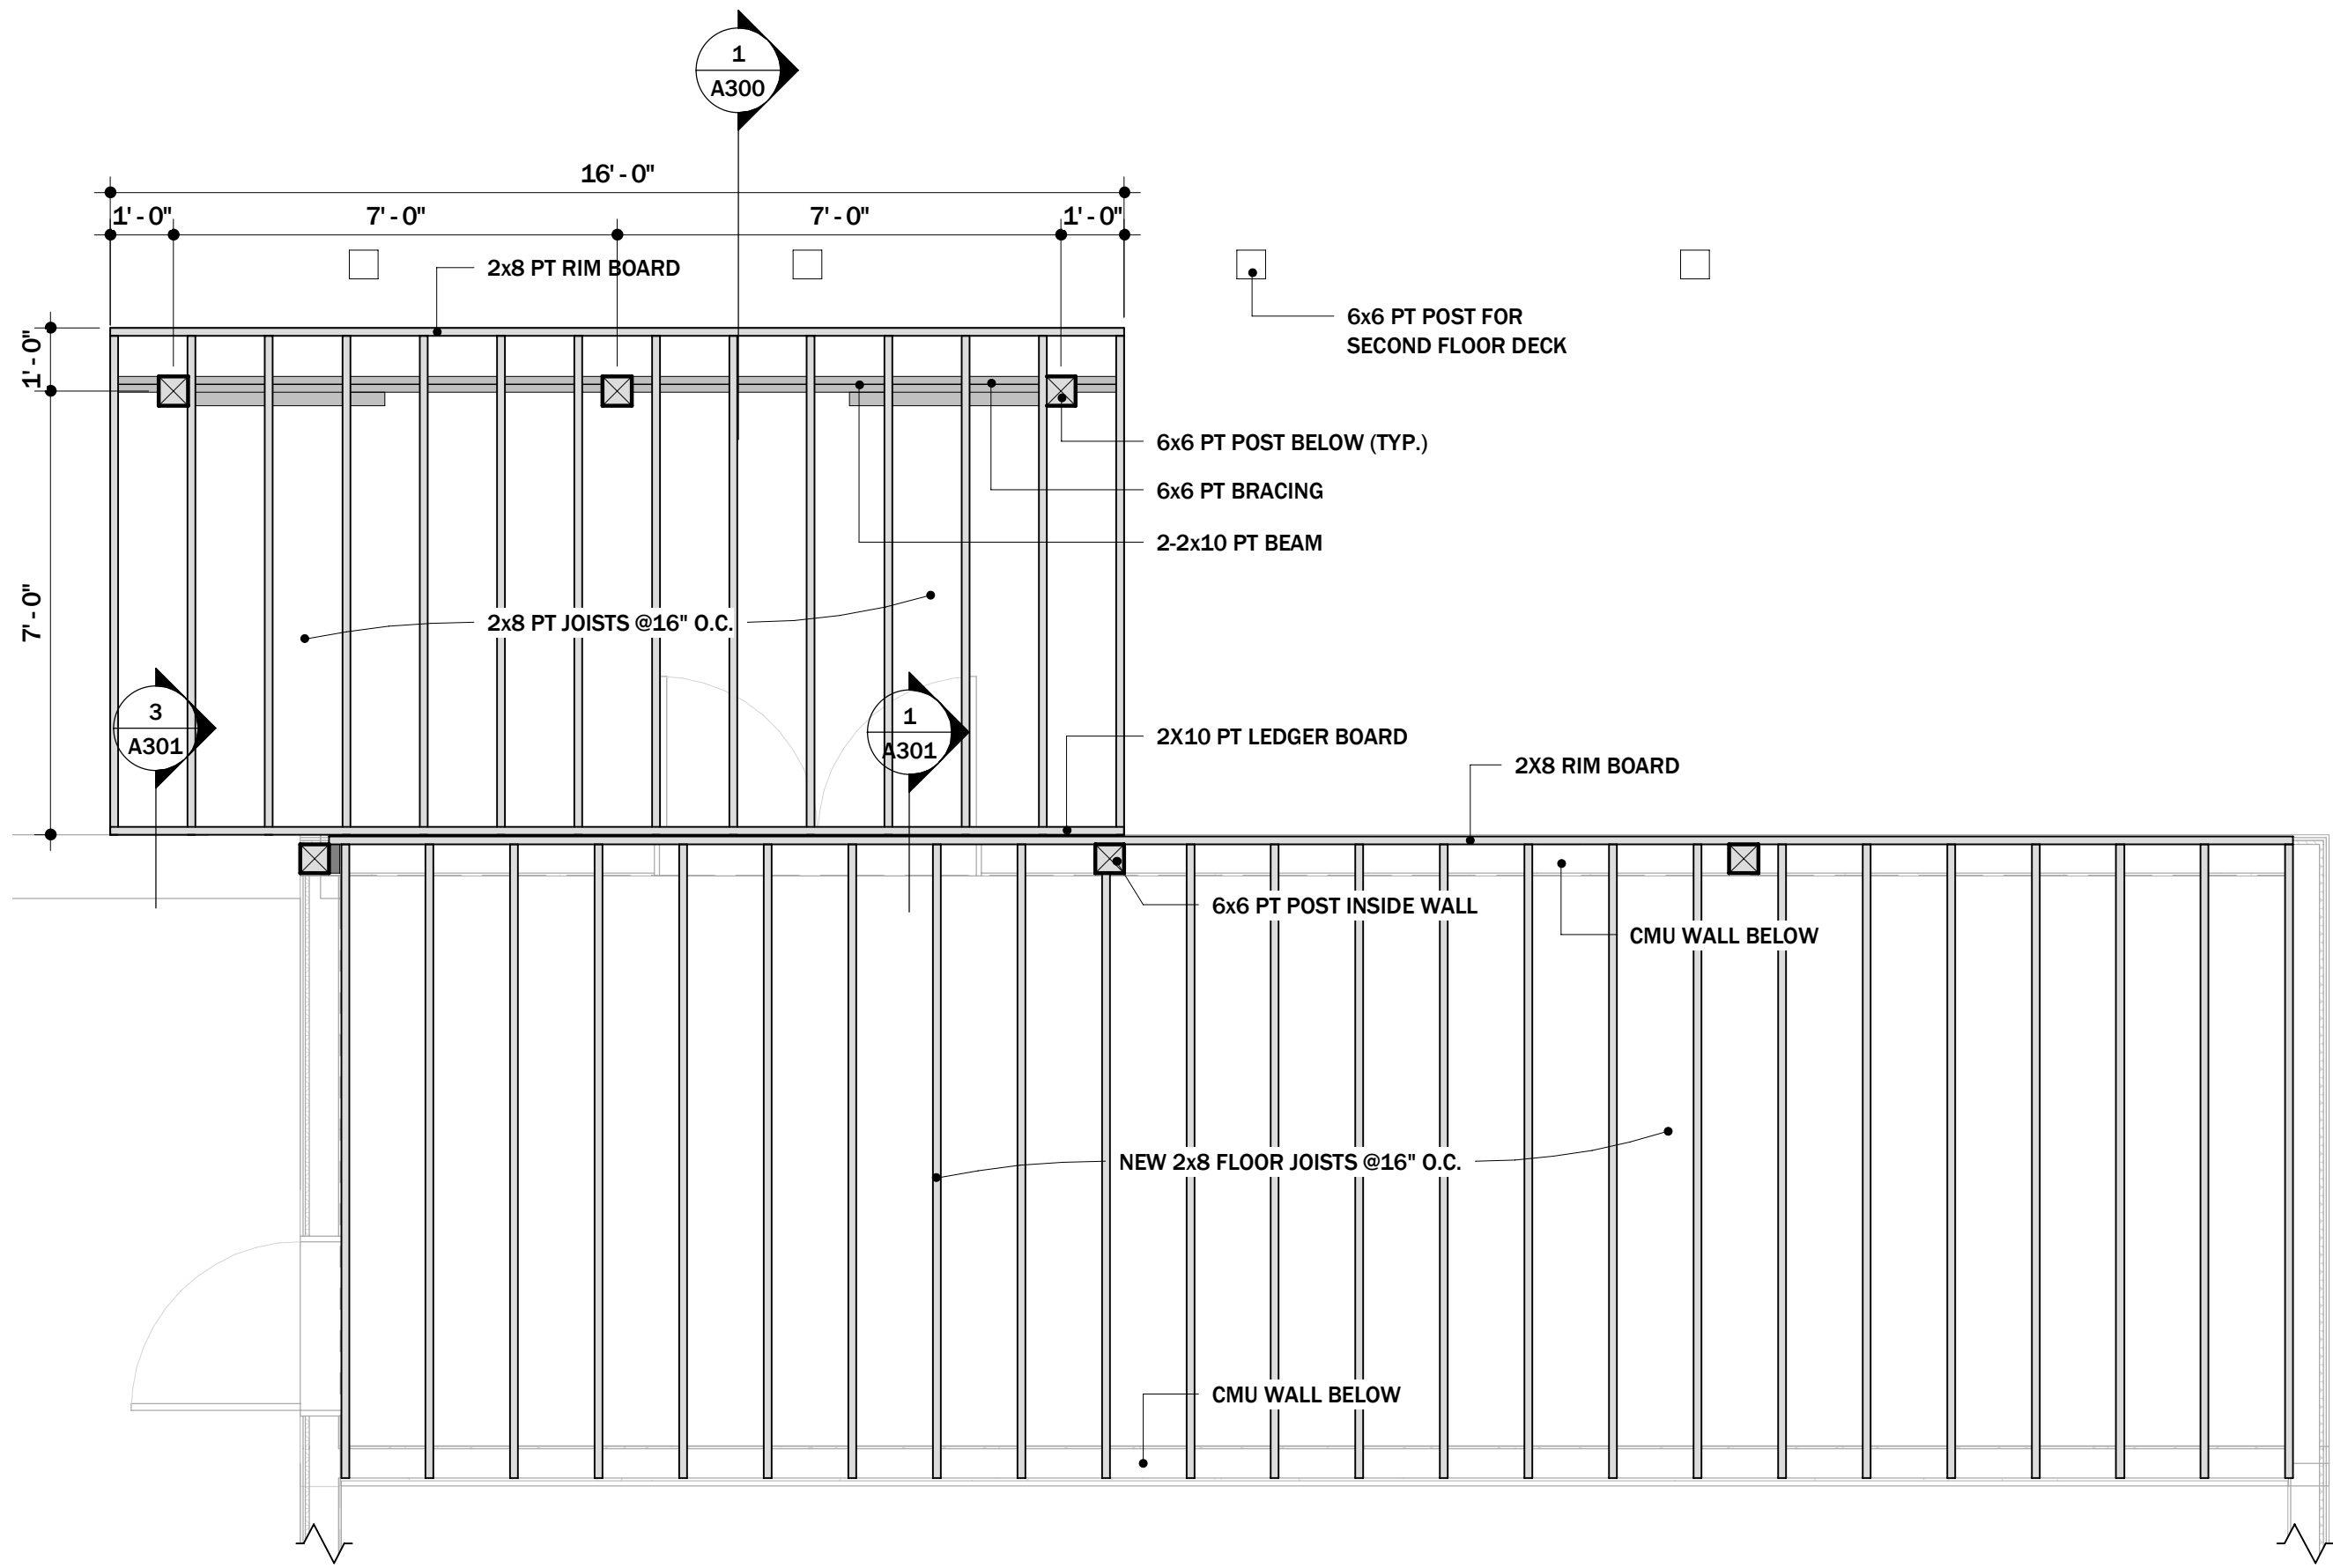 1
A300
16' - 0"
1' - 0"
7' - 0"
7' - 0"
1' - 0"
2x8 PT RIM BOARD
6x6 PT POST FOR
SECOND FLOOR DECK
1' - 0"
6x6 PT POST BELOW (TYP.)
6x6 PT BRACING
2-2x10 PT BEAM
7' - 0"
2x8 PT JOISTS @16" O.C.
3
A301
1
A301
2X10 PT LEDGER BOARD
2X8 RIM BOARD
6x6 PT POST INSIDE WALL
CMU WALL BELOW
NEW 2x8 FLOOR JOISTS @16" O.C.
CMU WALL BELOW